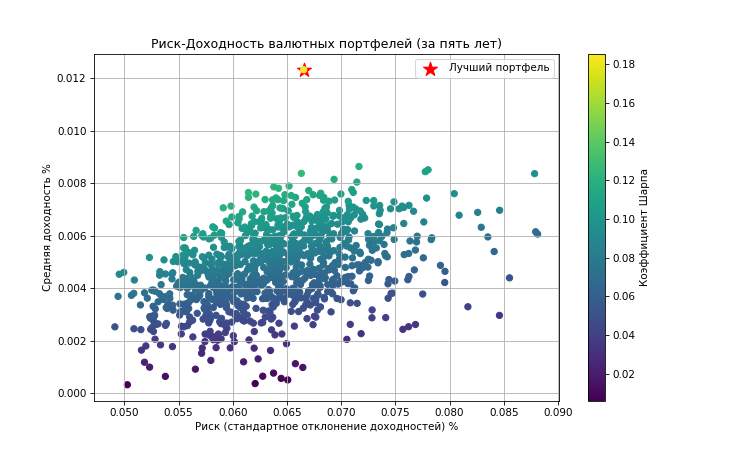 Риск-Доходность валютных портфелей (за пять лет)
Лучший портфель
Средняя доходность %
0.012
0.010
0.008
0.006
0.004
0.002
0.000
0.050 0.055 0.060 0.065 0.070 0.075 0.080 0.085 0.090
Риск (стандартное отклонение доходностей) %
0.18
0.16
0.14
0.12
0.10
0.08
0.06
0.04
0.02
Коэффициент Шарпа